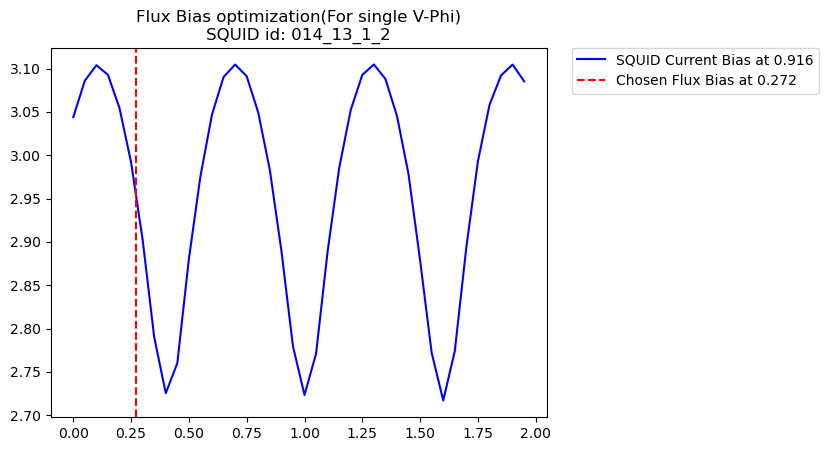 Flux Bias optimization(For single V-Phi)
SQUID id: 014_13_1_2
SQUID Current Bias at 0.916
Chosen Flux Bias at 0.272
3.10
3.05
3.00
2.95
2.90
2.85
2.80
2.75
2.70
0.00 0.25 0.50 0.75 1.00 1.25 1.50 1.75 2.00